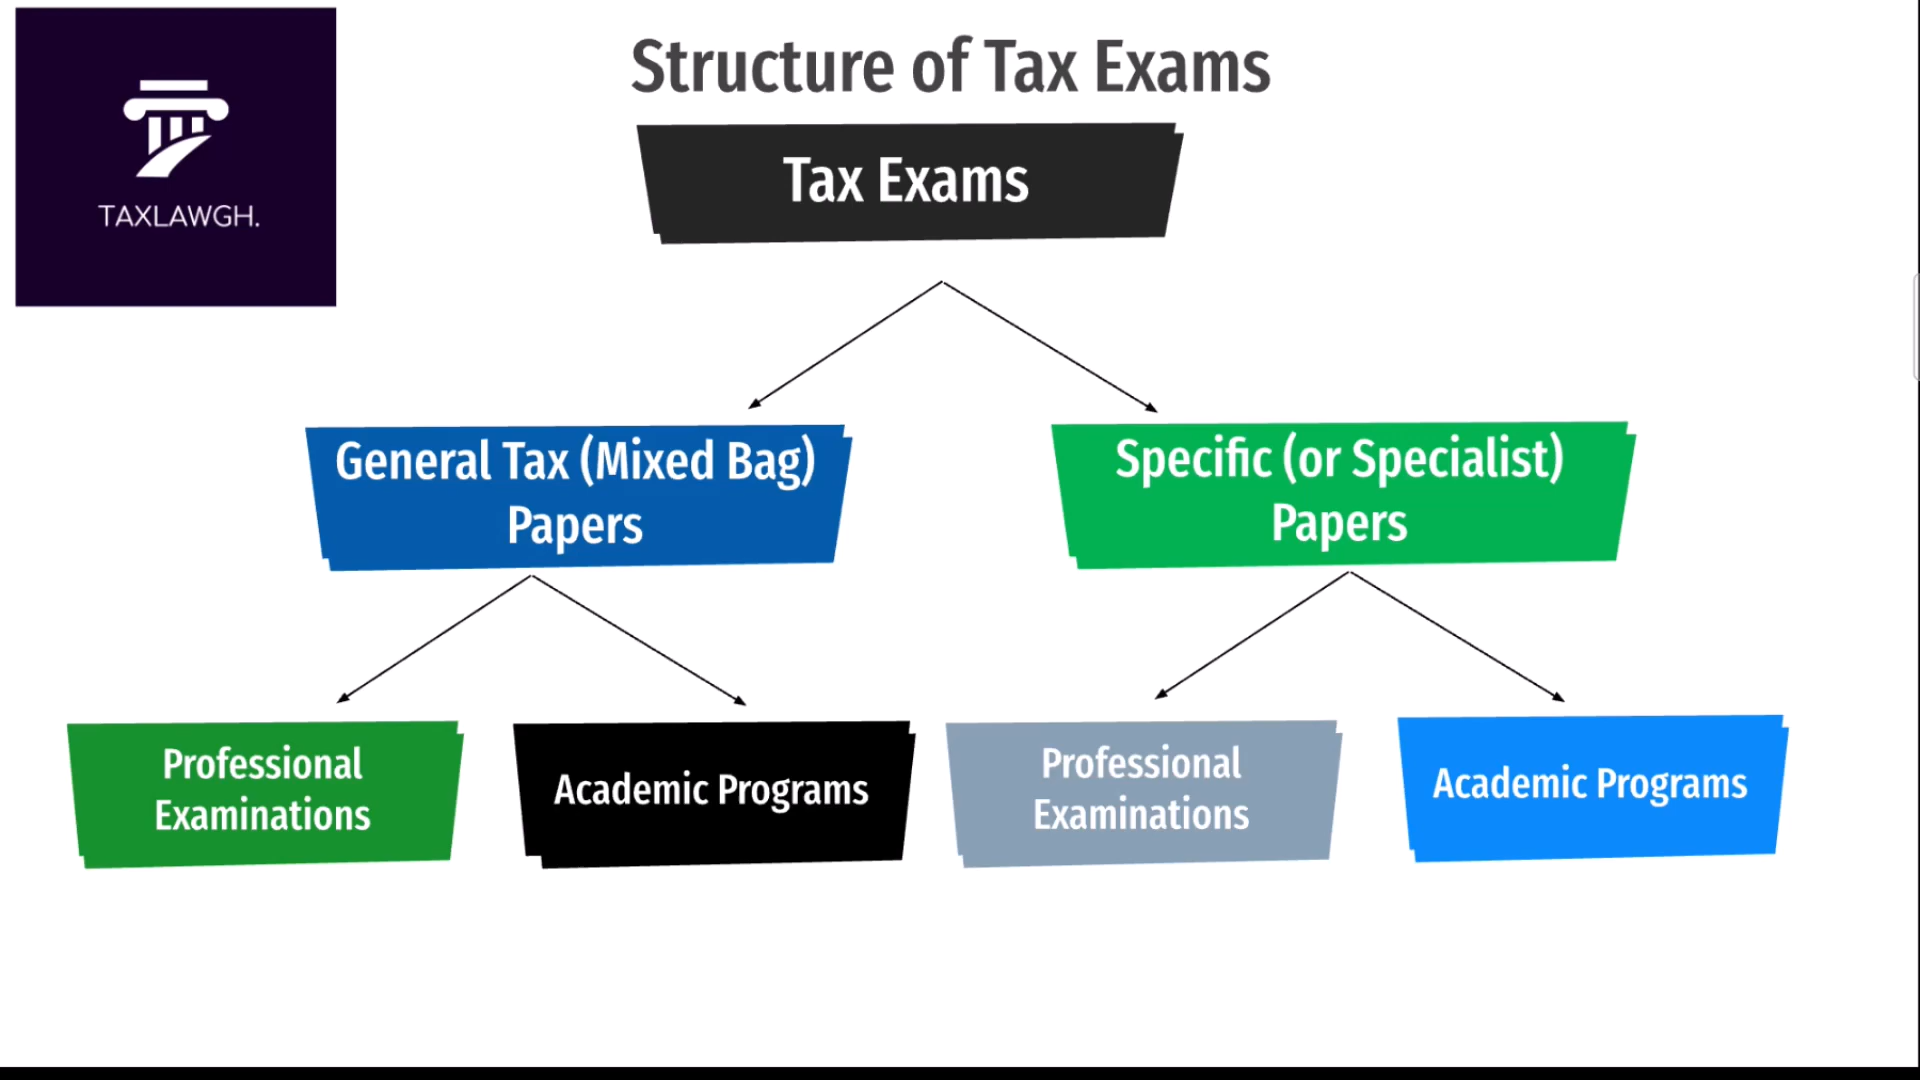 Structure of Tax Exams
TAXLAWGH.
Tax Exams
General Tax (Mixed Bag)
Papers
Specific (or Specialist)
Papers
Professional
Examinations
Academic Programs
Professional
Examinations
Academic Programs